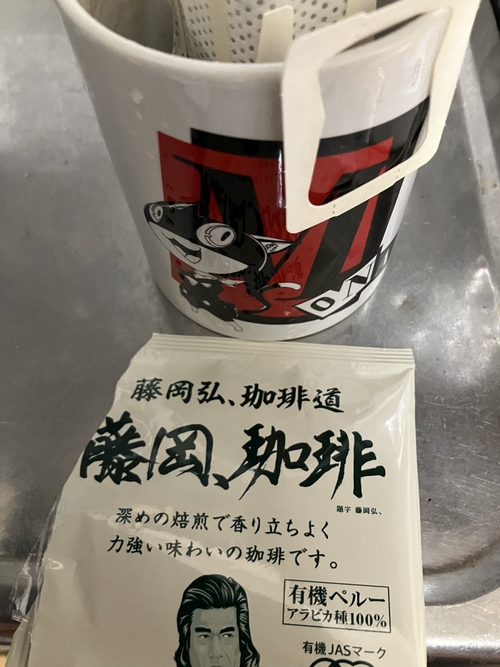 藤岡弘、珈琲道
藤岡、珈琲
題字 藤岡弘、
深めの焙煎で香り立ちよく
力強い味わいの珈琲です。
有機ペルー
アラビカ種100%
有機JASマーク